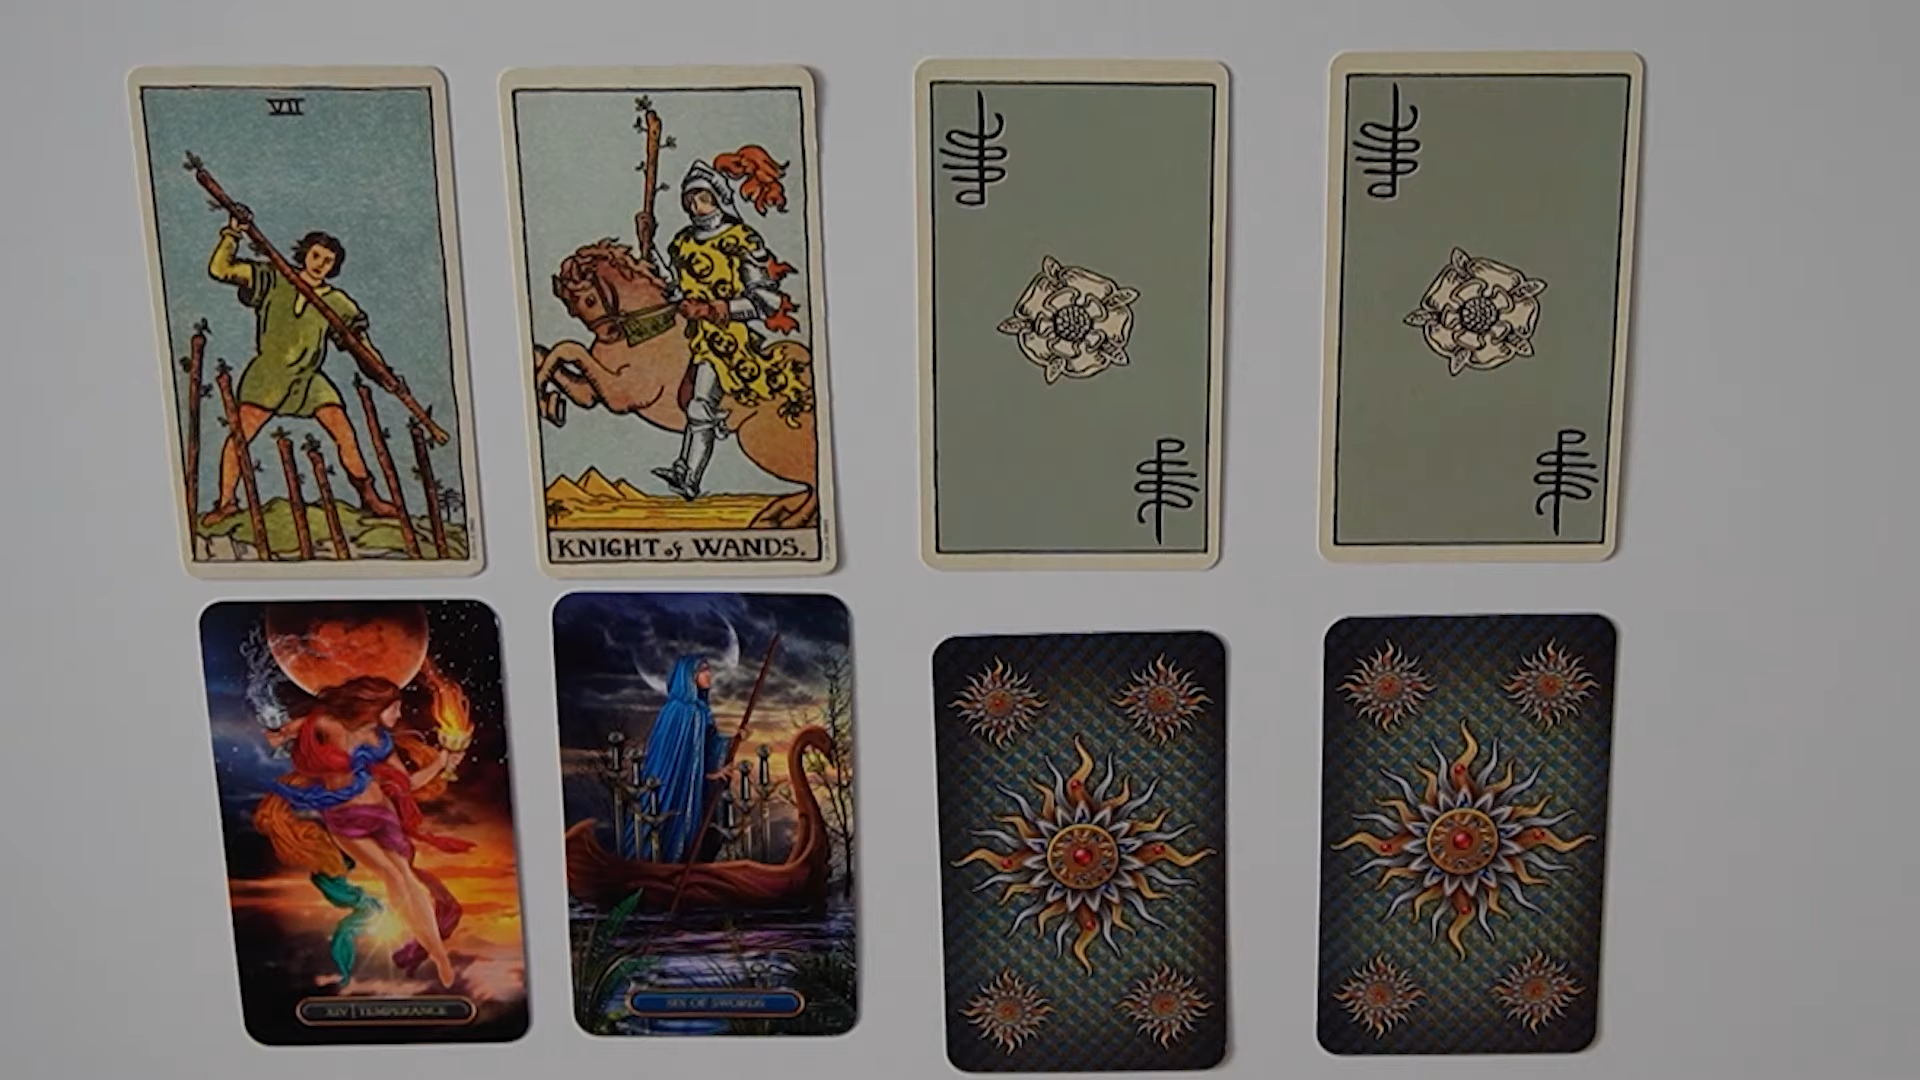 VII
KNIGHT of WANDS.
XIV | TEMPERANCE
SIX OF SWORDS